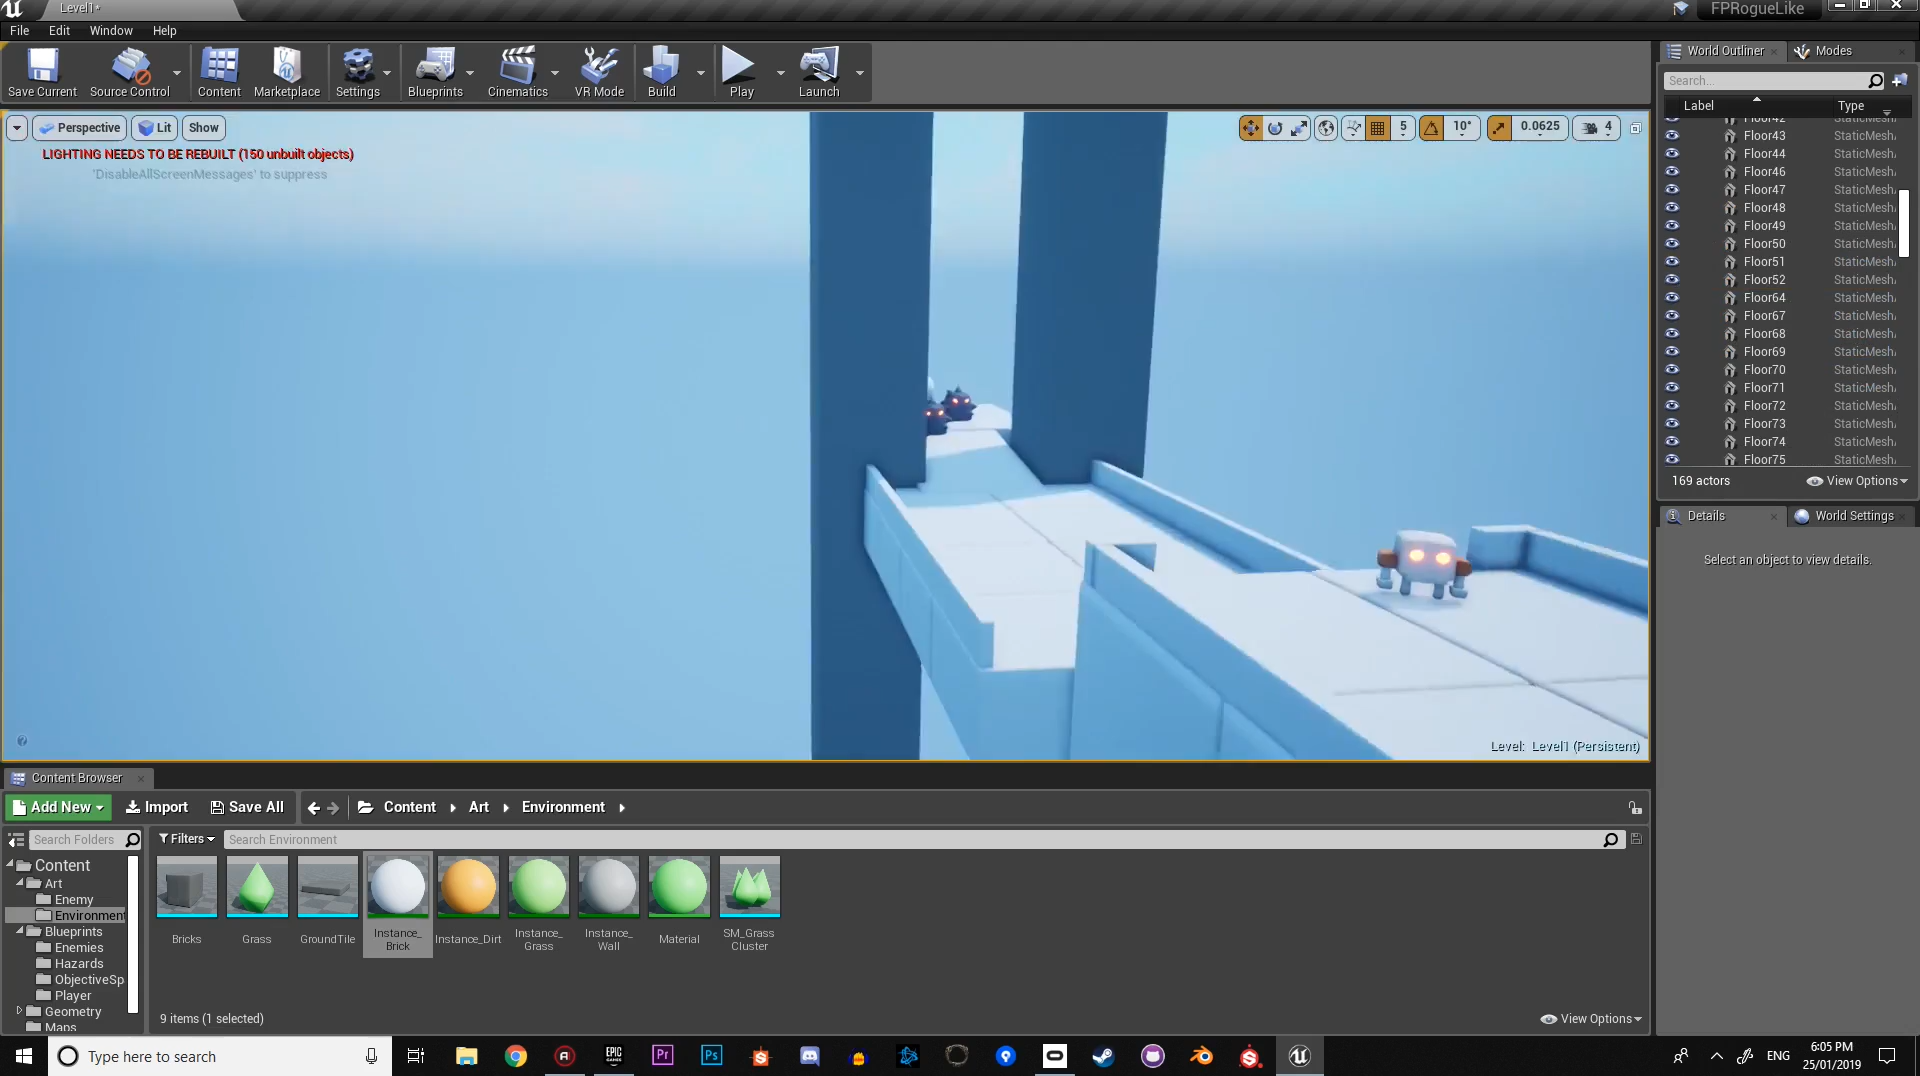 Level1*
FPRogueLike
File Edit Window Help
Save Current Source Control Content Marketplace Settings Blueprints Cinematics VR Mode Build Play Launch
Perspective Lit Show
5 10° 0.0625 4
LIGHTING NEEDS TO BE REBUILT (150 unbuilt objects)
'DisableAllScreenMessages' to suppress
Level: Level1 (Persistent)
World Outliner Modes
Search...
Label Type
Floor42
Floor43 StaticMesh
Floor44 StaticMesh
Floor46 StaticMesh
Floor47 StaticMesh
Floor48 StaticMesh
Floor49 StaticMesh
Floor50 StaticMesh
Floor51 StaticMesh
Floor52 StaticMesh
Floor64 StaticMesh
Floor67 StaticMesh
Floor68 StaticMesh
Floor69 StaticMesh
Floor70 StaticMesh
Floor71 StaticMesh
Floor72 StaticMesh
Floor73 StaticMesh
Floor74 StaticMesh
Floor75 StaticMesh
169 actors View Options
Details World Settings
Select an object to view details.
Content Browser
Add New Import Save All Content Art Environment
Search Folders
Filters Search Environment
Content
Art
Enemy
Environment
Blueprints
Enemies
Hazards
ObjectiveSp
Player
Geometry
Maps
Bricks
Grass
GroundTile
Instance_
Brick
Instance_Dirt
Instance_
Grass
Instance_
Wall
Material
SM_Grass
Cluster
9 items (1 selected) View Options
Type here to search
EPIC
GAMES
Pr
Ps
ENG
6:05 PM
25/01/2019